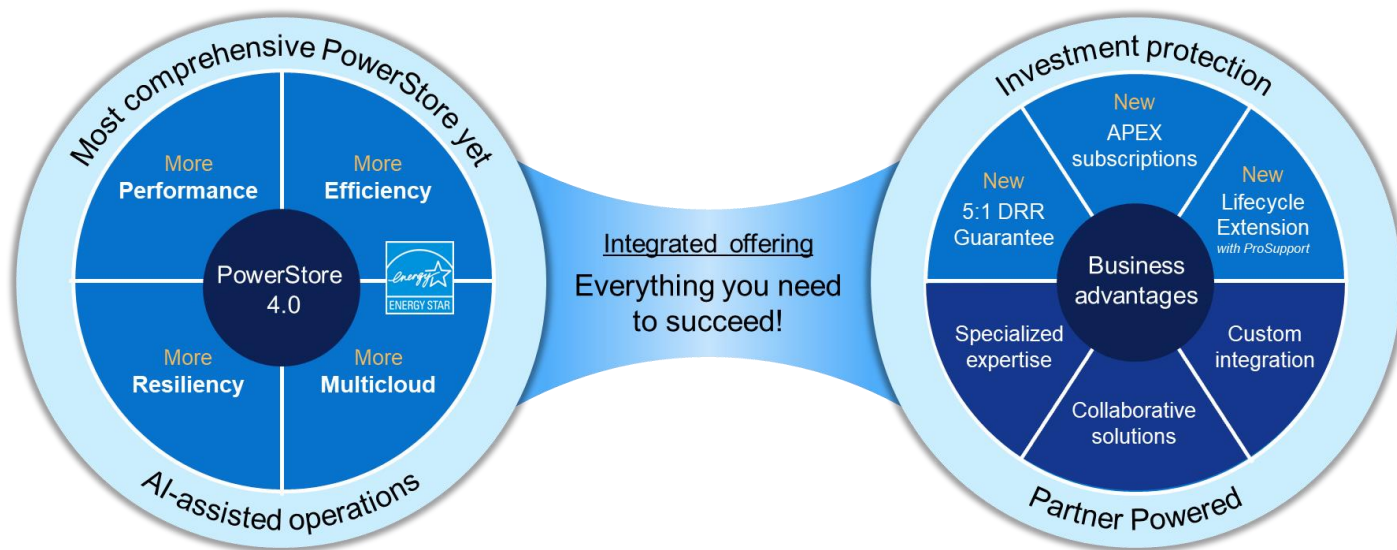 Most comprehensive PowerStore yet
More
Performance
More
Efficiency
PowerStore
4.0
energy
ENERGY STAR
More
Resiliency
More
Multicloud
AI-assisted operations
Integrated offering
Everything you need
to succeed!
Investment protection
New
APEX
subscriptions
New
5:1 DRR
Guarantee
New
Lifecycle
Extension
with ProSupport
Business
advantages
Specialized
expertise
Custom
integration
Collaborative
solutions
Partner Powered